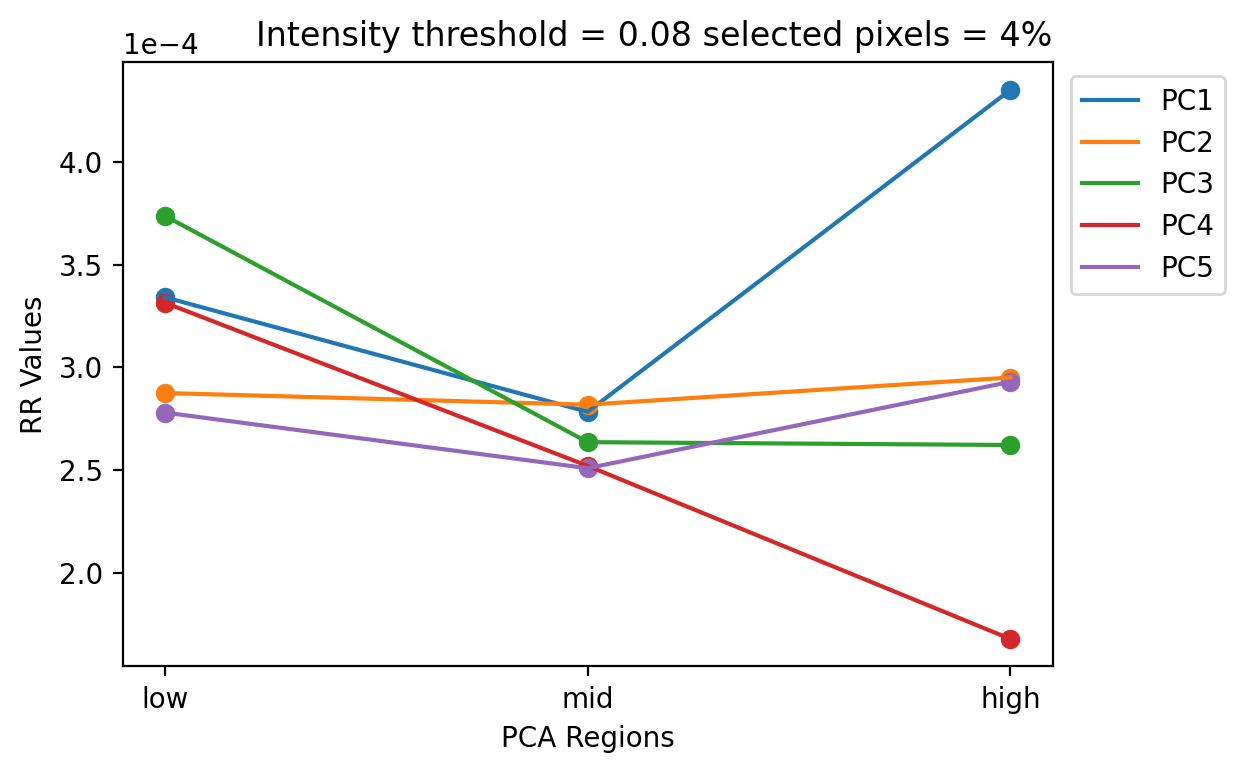 Intensity threshold = 0.08 selected pixels = 4%
1e−4
4.0
3.5
3.0
2.5
2.0
RR Values
low
mid
high
PCA Regions
PC1
PC2
PC3
PC4
PC5